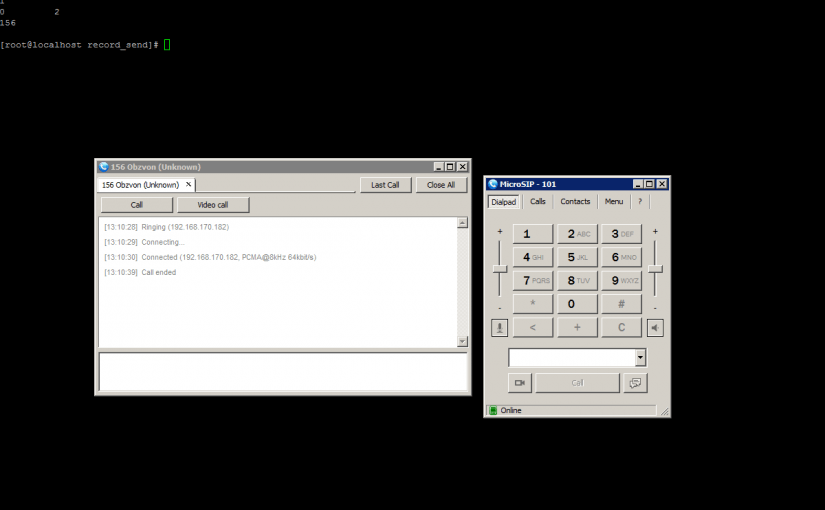 1
0 2
156
[root@localhost record_send]#
156 Obzvon (Unknown)
156 Obzvon (Unknown) ✕
Last Call
Close All
Call
Video call
[13:10:28] Ringing (192.168.170.182)
[13:10:29] Connecting...
[13:10:30] Connected (192.168.170.182, PCMA@8kHz 64kbit/s)
[13:10:39] Call ended
MicroSIP - 101
Dialpad Calls Contacts Menu ?
+ +
1 2 ABC 3 DEF
4 GHI 5 JKL 6 MNO
7 PQRS 8 TUV 9 WXYZ
- * 0 # -
< + C
Call
Online